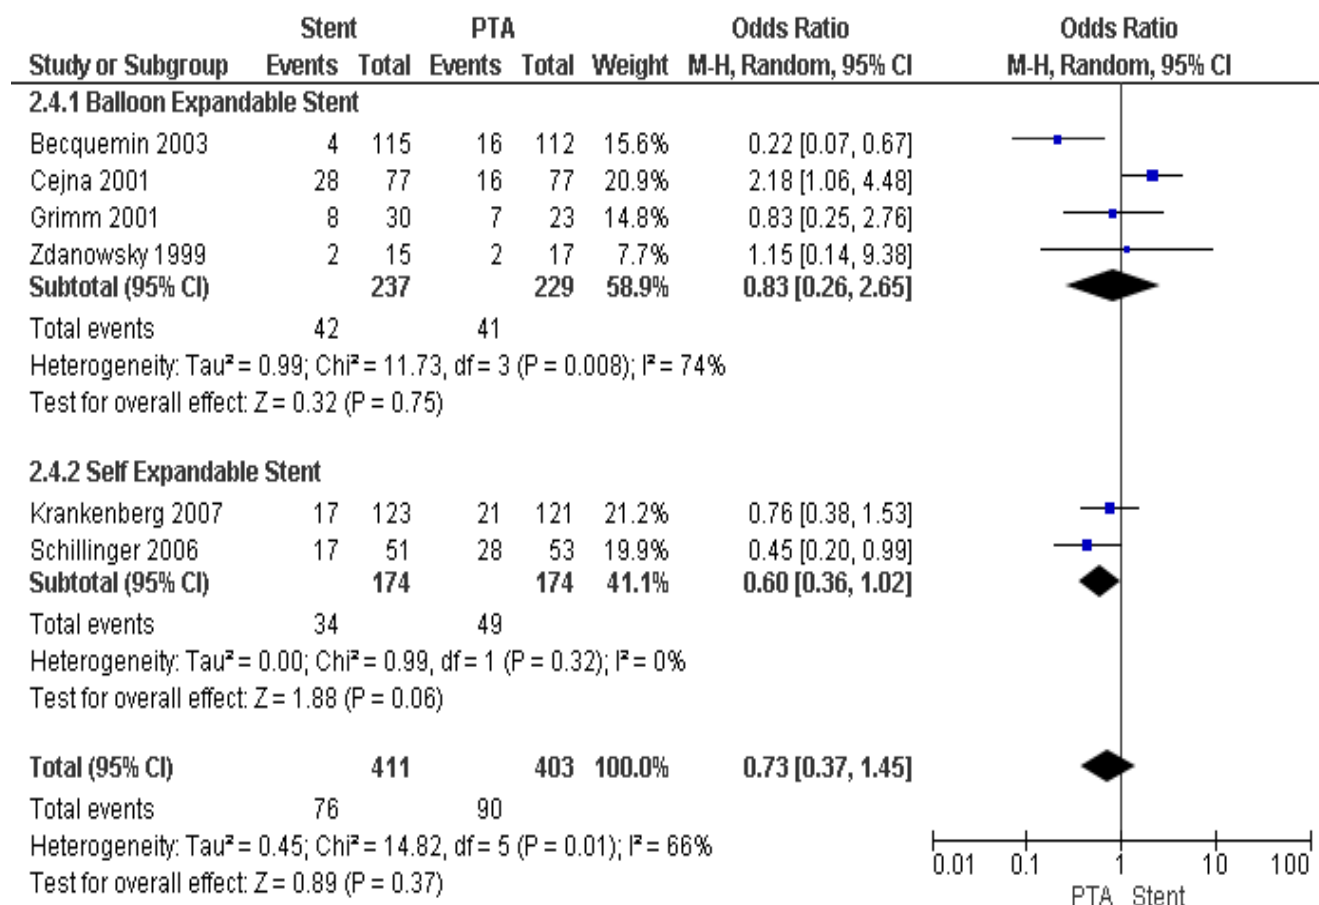 Stent PTA Odds Ratio Odds Ratio
Study or Subgroup Events Total Events Total Weight M-H, Random, 95% CI M-H, Random, 95% CI
2.4.1 Balloon Expandable Stent
Becquemin 2003 4 115 16 112 15.6% 0.22 [0.07, 0.67]
Cejna 2001 28 77 16 77 20.9% 2.18 [1.06, 4.48]
Grimm 2001 8 30 7 23 14.8% 0.83 [0.25, 2.76]
Zdanowsky 1999 2 15 2 17 7.7% 1.15 [0.14, 9.38]
Subtotal (95% CI) 237 229 58.9% 0.83 [0.26, 2.65]
Total events 42 41
Heterogeneity: Tau² = 0.99; Chi² = 11.73, df = 3 (P = 0.008); I² = 74%
Test for overall effect: Z = 0.32 (P = 0.75)
2.4.2 Self Expandable Stent
Krankenberg 2007 17 123 21 121 21.2% 0.76 [0.38, 1.53]
Schillinger 2006 17 51 28 53 19.9% 0.45 [0.20, 0.99]
Subtotal (95% CI) 174 174 41.1% 0.60 [0.36, 1.02]
Total events 34 49
Heterogeneity: Tau² = 0.00; Chi² = 0.99, df = 1 (P = 0.32); I² = 0%
Test for overall effect: Z = 1.88 (P = 0.06)
Total (95% CI) 411 403 100.0% 0.73 [0.37, 1.45]
Total events 76 90
Heterogeneity: Tau² = 0.45; Chi² = 14.82, df = 5 (P = 0.01); I² = 66%
Test for overall effect: Z = 0.89 (P = 0.37)
0.01 0.1 1 10 100
PTA Stent